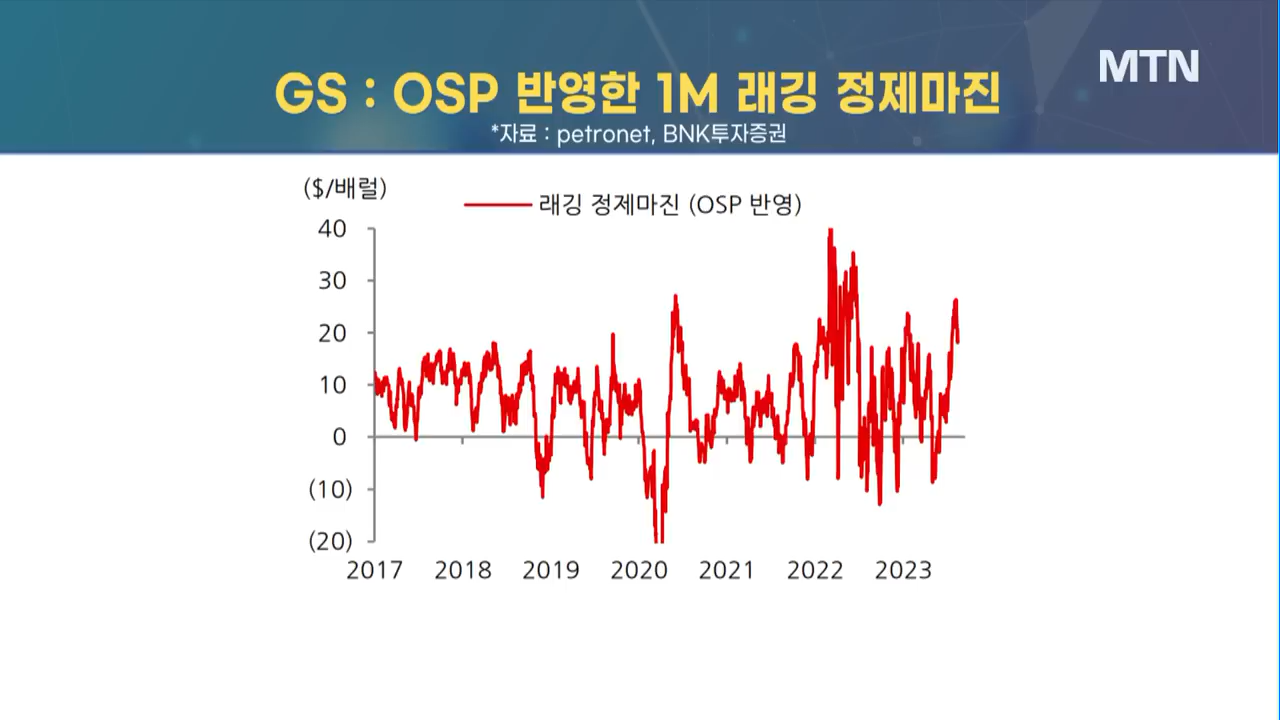 MTN
GS : OSP 반영한 1M 래깅 정제마진
*자료 : petronet, BNK투자증권
($/배럴)
래깅 정제마진 (OSP 반영)
40
30
20
10
0
(10)
(20)
2017 2018 2019 2020 2021 2022 2023